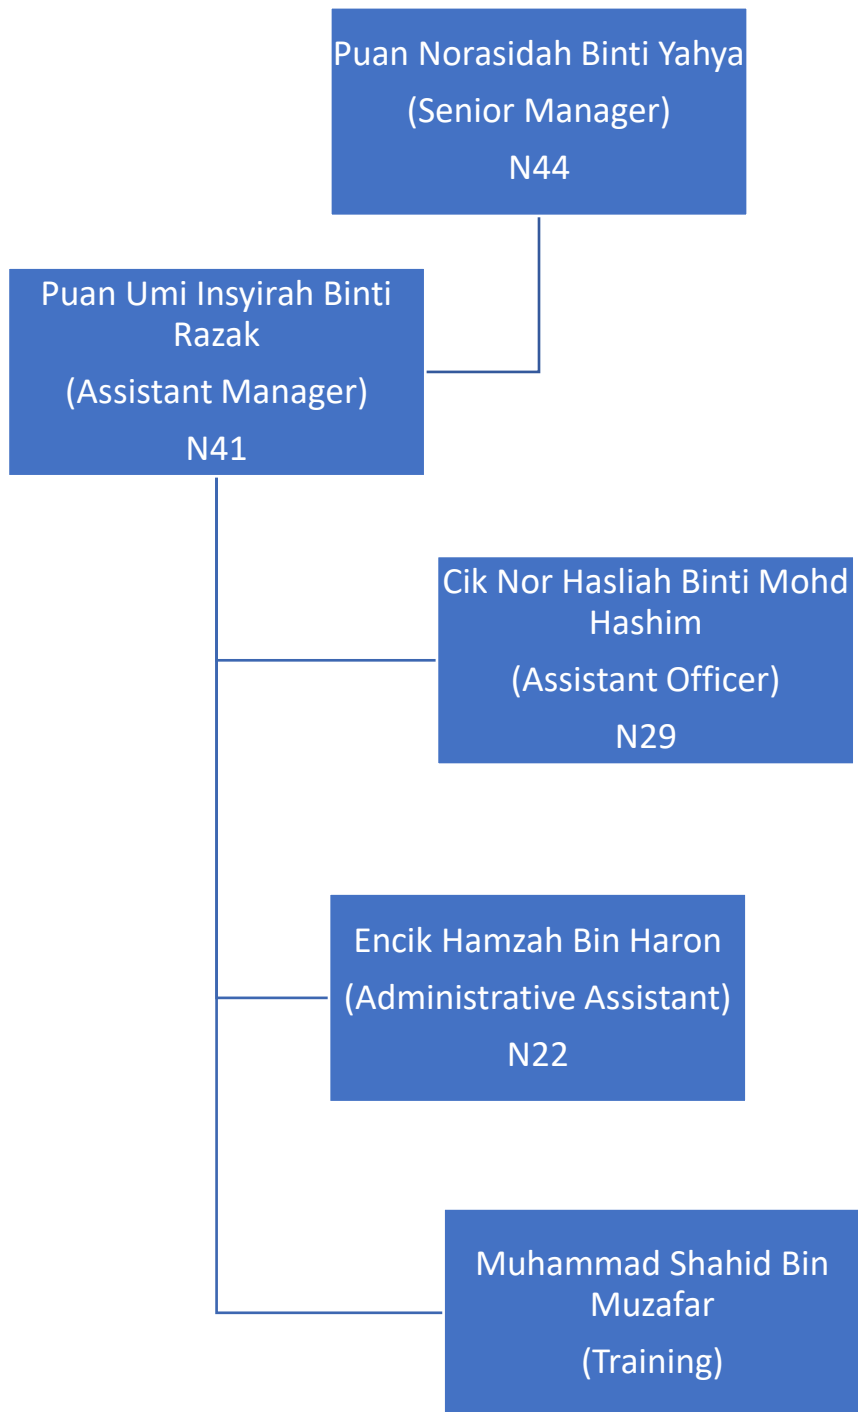 Puan Norasidah Binti Yahya
(Senior Manager)
N44
Puan Umi Insyirah Binti
Razak
(Assistant Manager)
N41
Cik Nor Hasliah Binti Mohd
Hashim
(Assistant Officer)
N29
Encik Hamzah Bin Haron
(Administrative Assistant)
N22
Muhammad Shahid Bin
Muzafar
(Training)